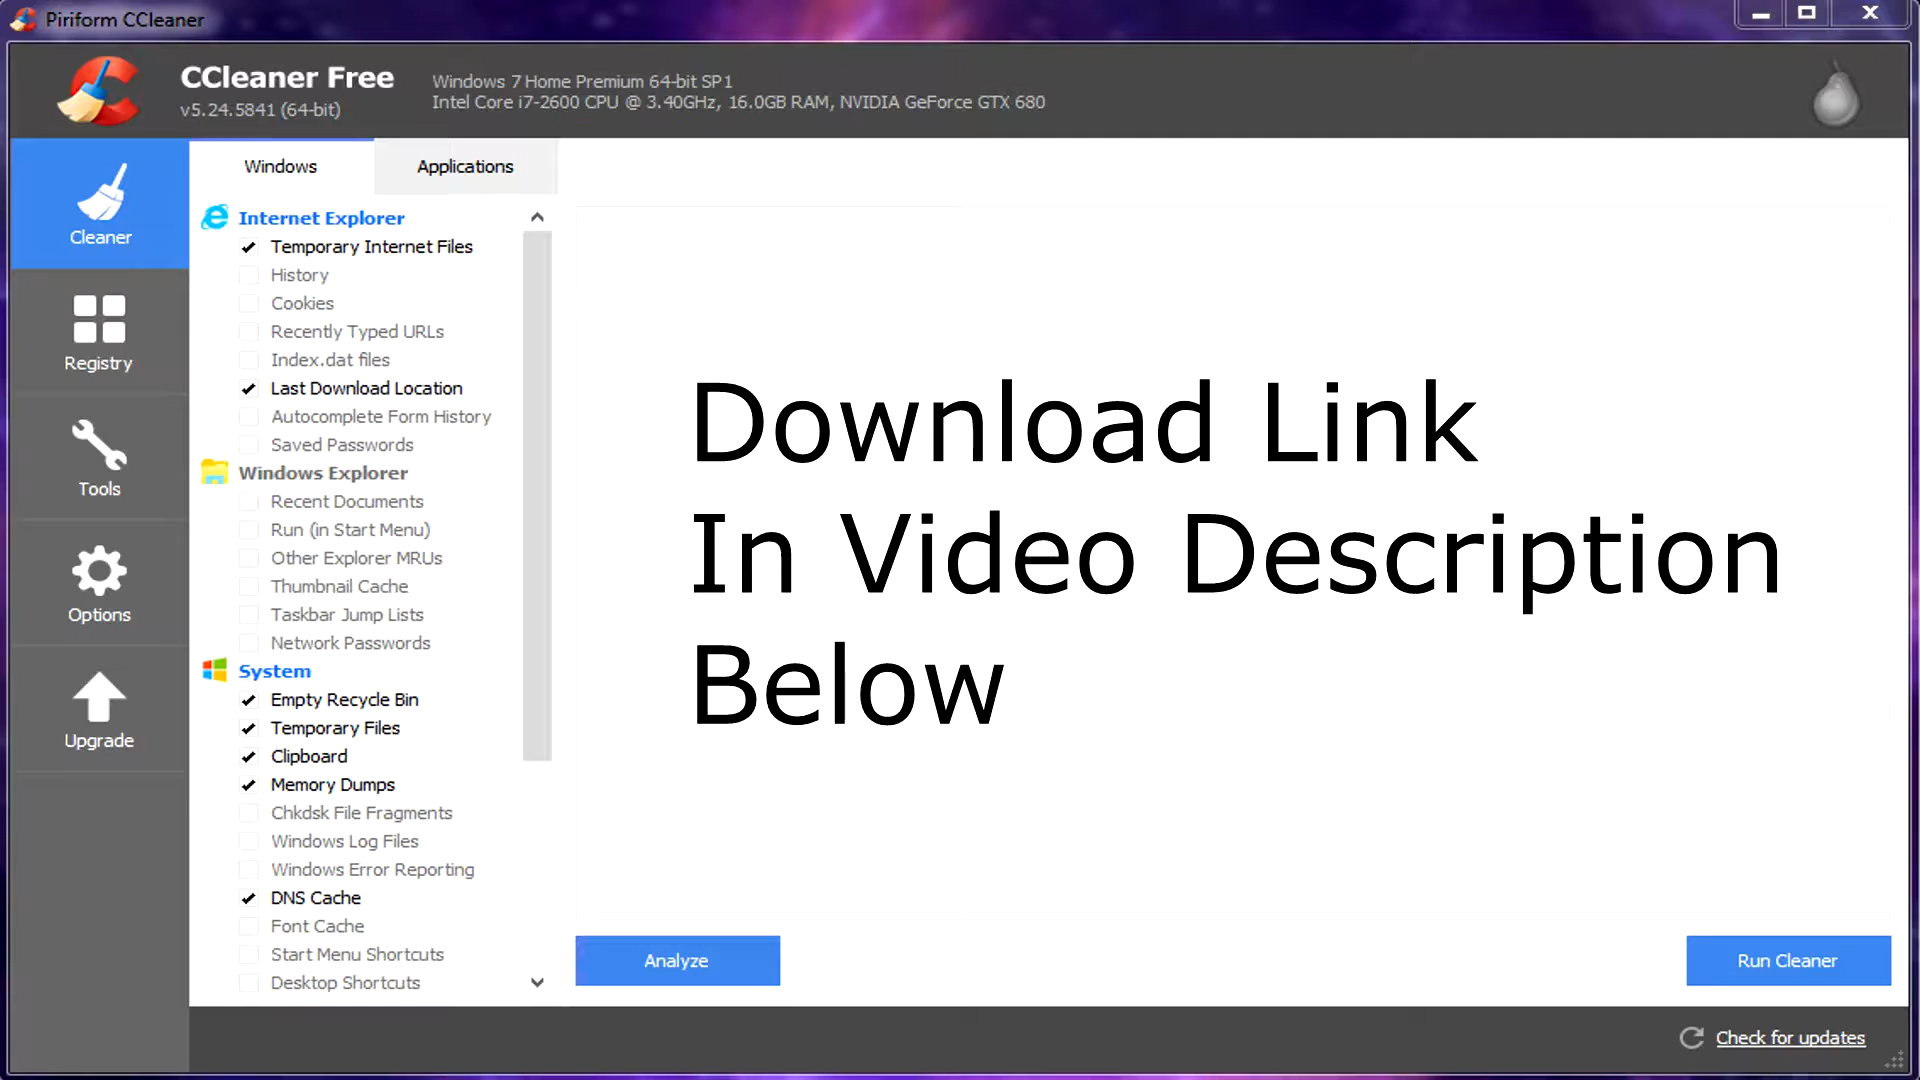 Piriform CCleaner
CCleaner Free
v5.24.5841 (64-bit)
Windows 7 Home Premium 64-bit SP1
Intel Core i7-2600 CPU @ 3.40GHz, 16.0GB RAM, NVIDIA GeForce GTX 680
Cleaner
Registry
Tools
Options
Upgrade
Windows
Applications
Internet Explorer
Temporary Internet Files
History
Cookies
Recently Typed URLs
Index.dat files
Last Download Location
Autocomplete Form History
Saved Passwords
Windows Explorer
Recent Documents
Run (in Start Menu)
Other Explorer MRUs
Thumbnail Cache
Taskbar Jump Lists
Network Passwords
System
Empty Recycle Bin
Temporary Files
Clipboard
Memory Dumps
Chkdsk File Fragments
Windows Log Files
Windows Error Reporting
DNS Cache
Font Cache
Start Menu Shortcuts
Desktop Shortcuts
Download Link
In Video Description
Below
Analyze
Run Cleaner
Check for updates